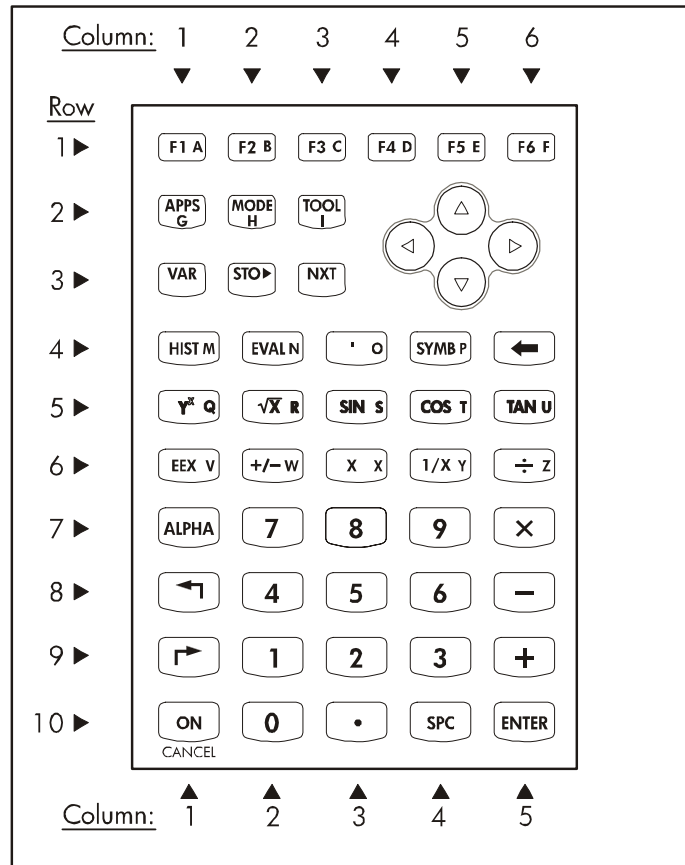 Column: 1 2 3 4 5 6
Row
1 F1 A F2 B F3 C F4 D F5 E F6 F
2 APPS G MODE H TOOL I
3 VAR STO▶ NXT
4 HIST M EVAL N ' O SYMB P
5 Yˣ Q √X R SIN S COS T TAN U
6 EEX V +/− W X X 1/X Y ÷ Z
7 ALPHA 7 8 9 ×
8 4 5 6 −
9 1 2 3 +
10 ON 0 • SPC ENTER
CANCEL
Column: 1 2 3 4 5